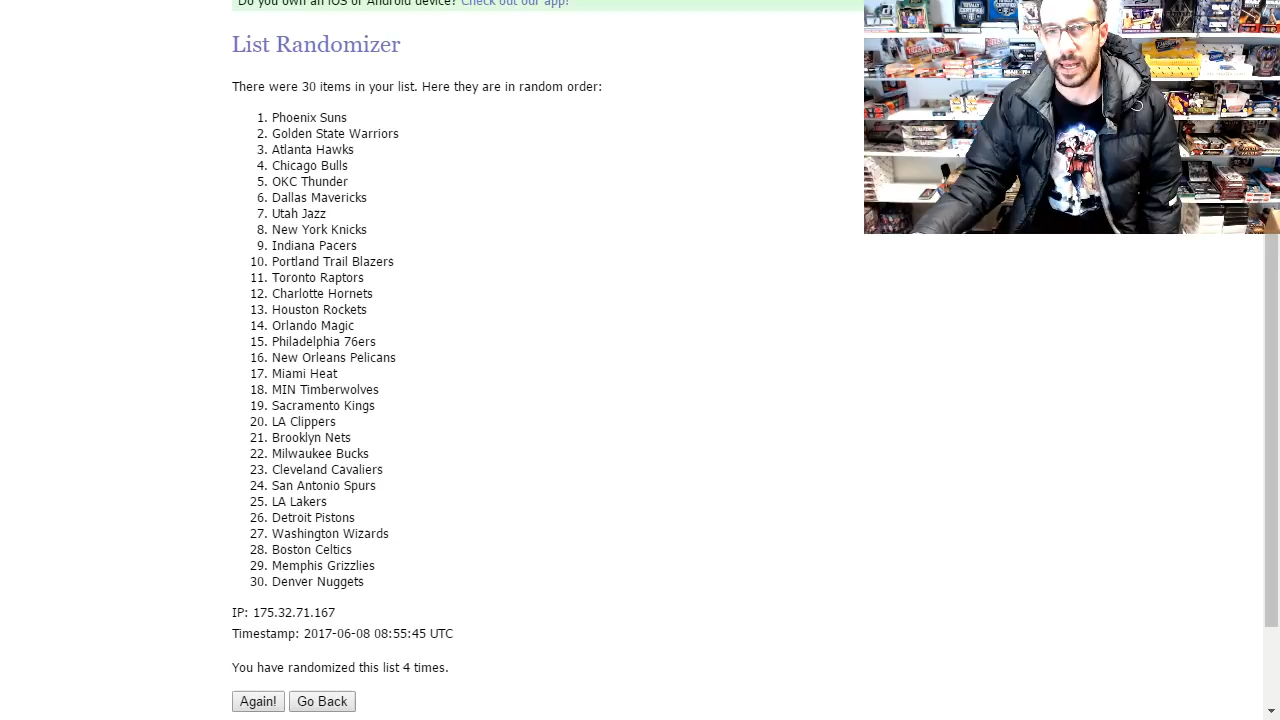 Do you own an iOS or Android device? Check out our app!
List Randomizer
There were 30 items in your list. Here they are in random order:
1. Phoenix Suns
2. Golden State Warriors
3. Atlanta Hawks
4. Chicago Bulls
5. OKC Thunder
6. Dallas Mavericks
7. Utah Jazz
8. New York Knicks
9. Indiana Pacers
10. Portland Trail Blazers
11. Toronto Raptors
12. Charlotte Hornets
13. Houston Rockets
14. Orlando Magic
15. Philadelphia 76ers
16. New Orleans Pelicans
17. Miami Heat
18. MIN Timberwolves
19. Sacramento Kings
20. LA Clippers
21. Brooklyn Nets
22. Milwaukee Bucks
23. Cleveland Cavaliers
24. San Antonio Spurs
25. LA Lakers
26. Detroit Pistons
27. Washington Wizards
28. Boston Celtics
29. Memphis Grizzlies
30. Denver Nuggets
IP: 175.32.71.167
Timestamp: 2017-06-08 08:55:45 UTC
You have randomized this list 4 times.
Again! Go Back